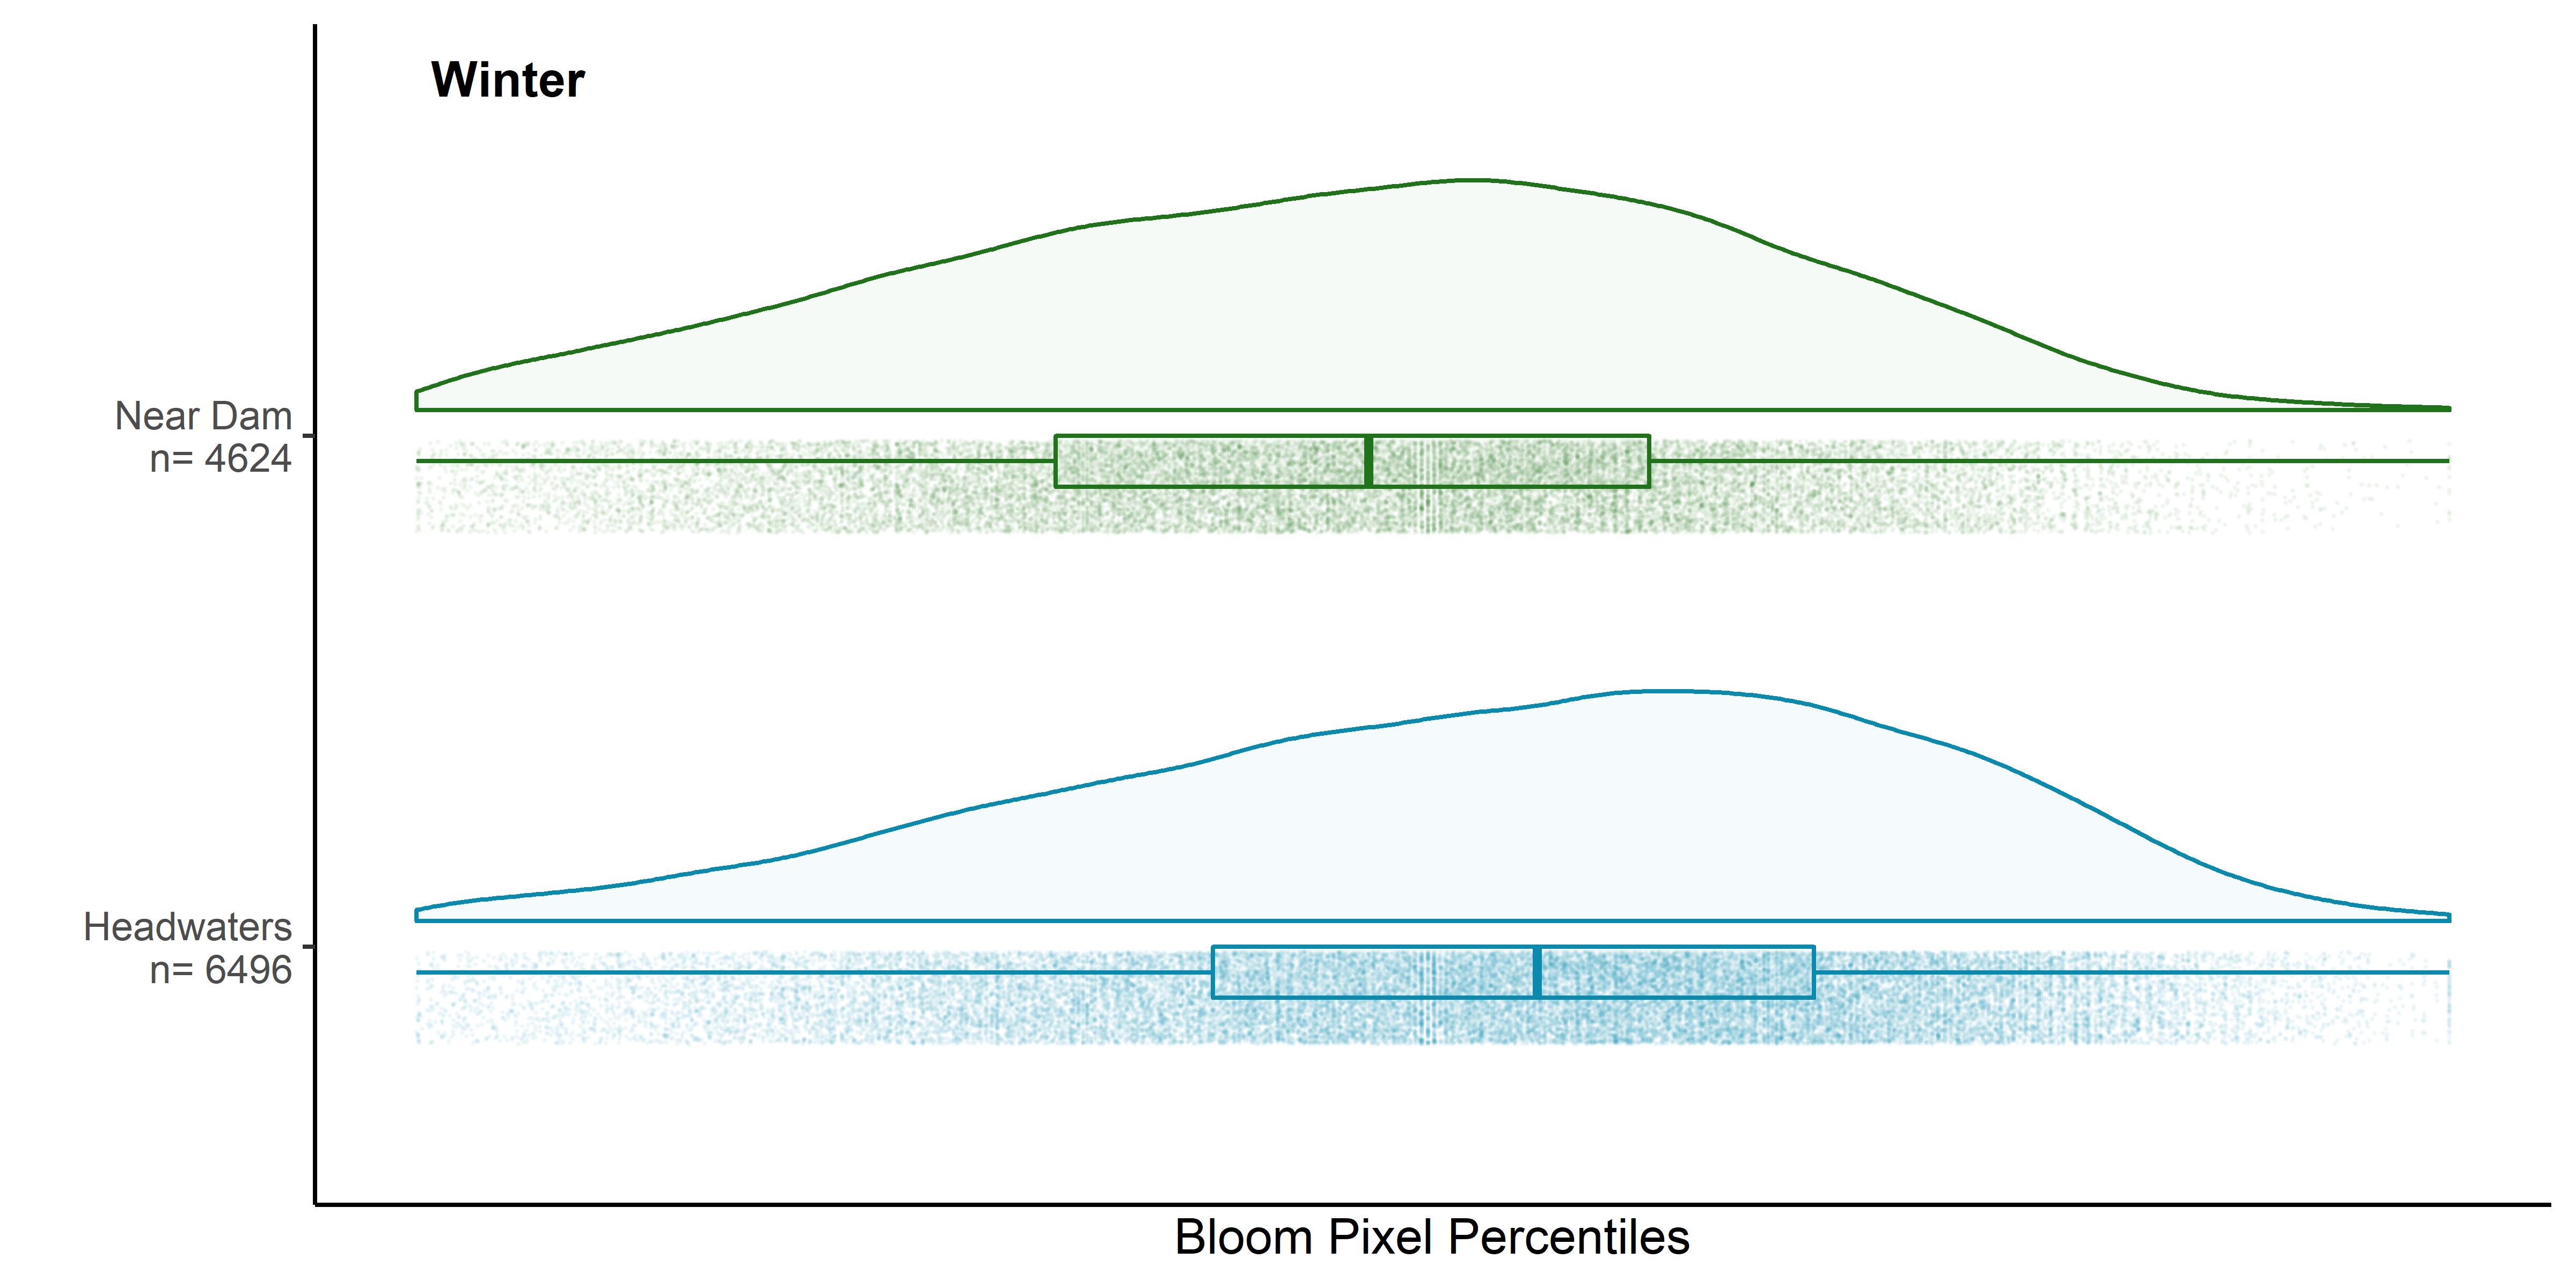 Winter
Near Dam
n= 4624
Headwaters
n= 6496
Bloom Pixel Percentiles